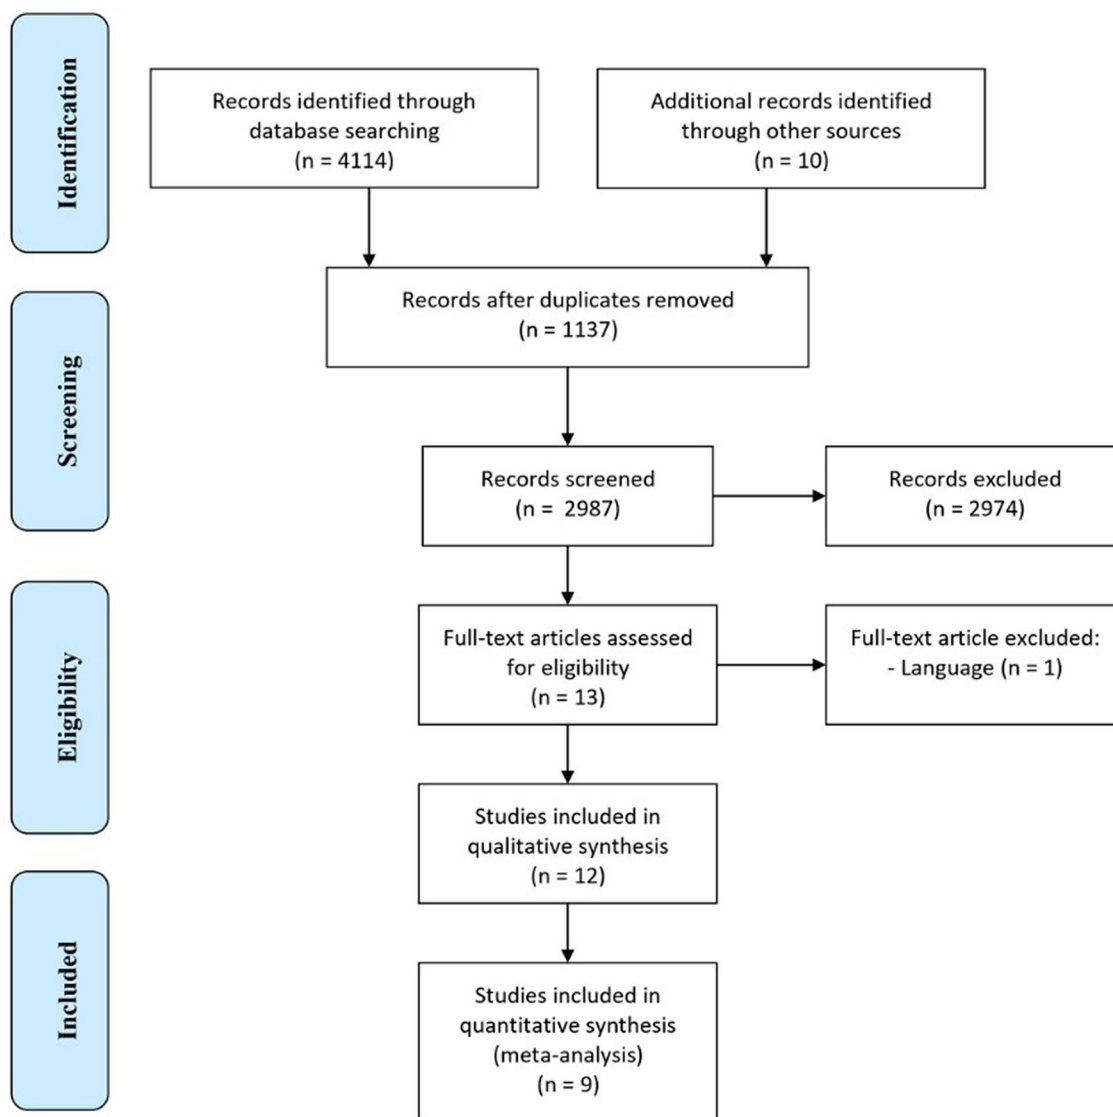 Identification
Records identified through
database searching
(n = 4114)
Additional records identified
through other sources
(n = 10)
Screening
Records after duplicates removed
(n = 1137)
Records screened
(n = 2987)
Records excluded
(n = 2974)
Eligibility
Full-text articles assessed
for eligibility
(n = 13)
Full-text article excluded:
- Language (n = 1)
Studies included in
qualitative synthesis
(n = 12)
Included
Studies included in
quantitative synthesis
(meta-analysis)
(n = 9)